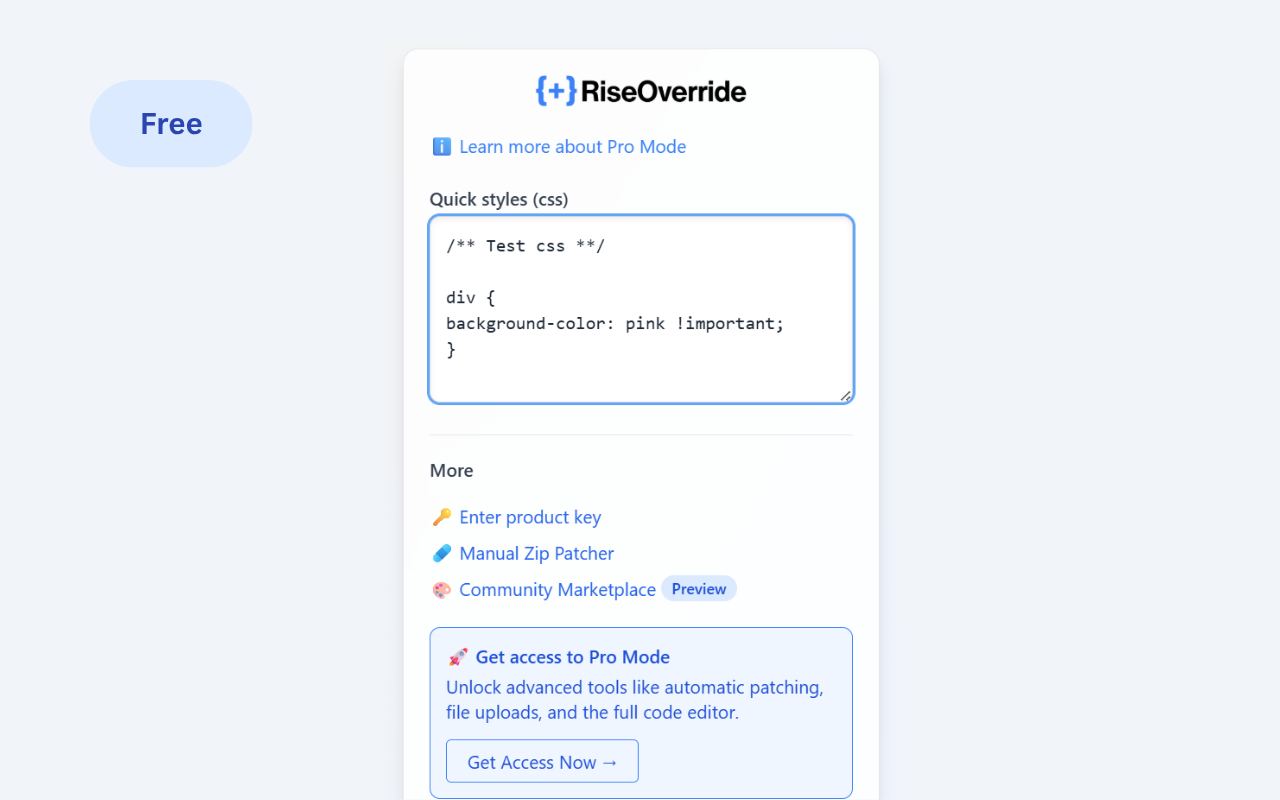 Free
{+} RiseOverride
ℹ️ Learn more about Pro Mode
Quick styles (css)
/** Test css **/
div {
background-color: pink !important;
}
More
🔑 Enter product key
Manual Zip Patcher
🎨 Community Marketplace Preview
🚀 Get access to Pro Mode
Unlock advanced tools like automatic patching,
file uploads, and the full code editor.
Get Access Now →